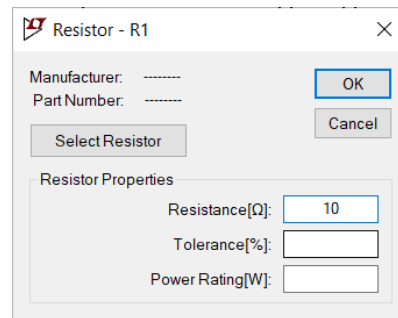 Resistor - R1
Manufacturer: --------
Part Number: --------
OK
Cancel
Select Resistor
Resistor Properties
Resistance[Ω]: 10
Tolerance[%]:
Power Rating[W]: